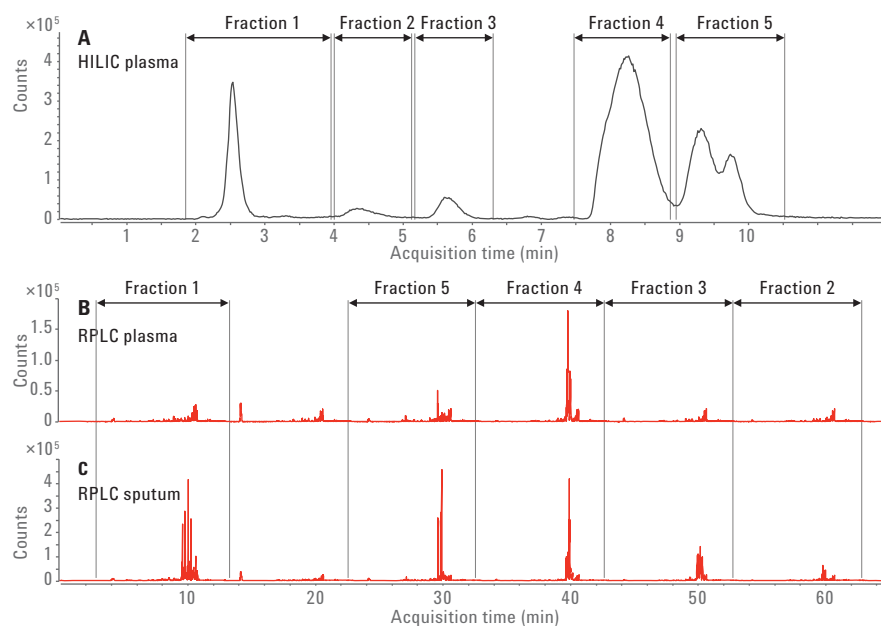 Fraction 1 Fraction 2 Fraction 3 Fraction 4 Fraction 5
×10⁵
A
HILIC plasma
Counts
4
3
2
1
0
1 2 3 4 5 6 7 8 9 10
Acquisition time (min)
Fraction 1 Fraction 5 Fraction 4 Fraction 3 Fraction 2
×10⁵
B
RPLC plasma
Counts
1.5
1.0
0.5
0
×10⁵
C
RPLC sputum
Counts
5
4
3
2
1
0
10 20 30 40 50 60
Acquisition time (min)